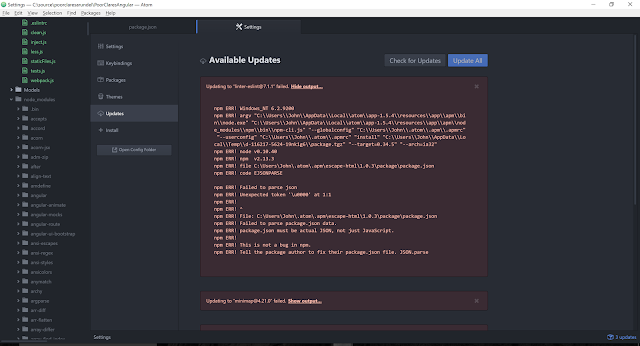 Settings — C:\source\poorclaresarundel\PoorClaresAngular — Atom
File Edit View Selection Find Packages Help
.eslintrc
clean.js
inject.js
less.js
staticFiles.js
tests.js
webpack.js
Models
node_modules
.bin
accepts
accord
acorn
acorn-jsx
adm-zip
after
align-text
amdefine
angular
angular-animate
angular-mocks
angular-route
angular-ui-bootstrap
ansi-escapes
ansi-regex
ansi-styles
ansicolors
anymatch
archy
argparse
arr-diff
arr-flatten
array-differ
array-find-index
package.json
Settings
Settings
Keybindings
Packages
Themes
Updates
Install
Open Config Folder
Available Updates
Check for Updates
Update All
Updating to "linter-eslint@7.1.1" failed. Hide output...
npm ERR! Windows_NT 6.2.9200
npm ERR! argv "C:\\Users\\John\\AppData\\Local\\atom\\app-1.5.4\\resources\\app\\apm\\bi
n\\node.exe" "C:\\Users\\John\\AppData\\Local\\atom\\app-1.5.4\\resources\\app\\apm\\nod
e_modules\\npm\\bin\\npm-cli.js" "--globalconfig" "C:\\Users\\John\\.atom\\.apm\\.apmrc"
"--userconfig" "C:\\Users\\John\\.atom\\.apmrc" "install" "C:\\Users\\John\\AppData\\Lo
cal\\Temp\\d-116217-5624-19nkig6\\package.tgz" "--target=0.34.5" "--arch=ia32"
npm ERR! node v0.10.40
npm ERR! npm  v2.13.3
npm ERR! file C:\Users\John\.atom\.apm\escape-html\1.0.3\package\package.json
npm ERR! code EJSONPARSE
npm ERR! Failed to parse json
npm ERR! Unexpected token '\u0000' at 1:1
npm ERR!
npm ERR! ^
npm ERR! File: C:\Users\John\.atom\.apm\escape-html\1.0.3\package\package.json
npm ERR! Failed to parse package.json data.
npm ERR! package.json must be actual JSON, not just JavaScript.
npm ERR!
npm ERR! This is not a bug in npm.
npm ERR! Tell the package author to fix their package.json file. JSON.parse
Updating to "minimap@4.21.0" failed. Show output...
Settings
3 updates